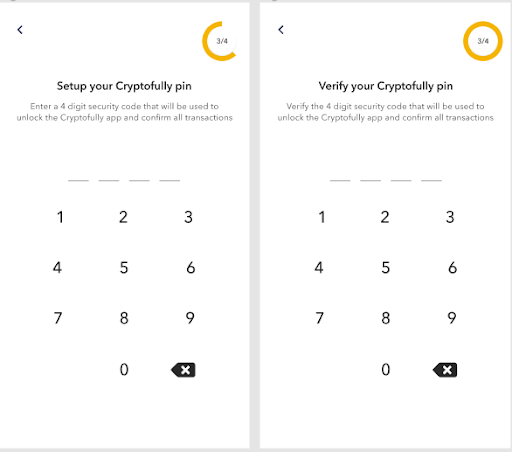 3/4
Setup your Cryptofully pin
Enter a 4 digit security code that will be used to
unlock the Cryptofully app and confirm all transactions
1 2 3
4 5 6
7 8 9
0
3/4
Verify your Cryptofully pin
Verify the 4 digit security code that will be used to
unlock the Cryptofully app and confirm all transactions
1 2 3
4 5 6
7 8 9
0